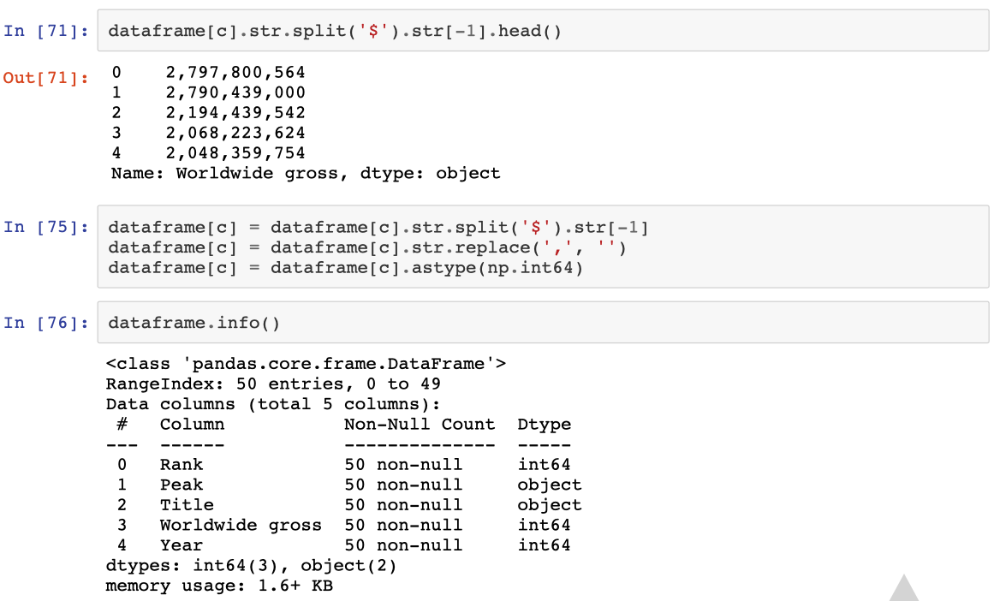 In [71]: dataframe[c].str.split('$').str[-1].head()
Out[71]: 0    2,797,800,564
1    2,790,439,000
2    2,194,439,542
3    2,068,223,624
4    2,048,359,754
Name: Worldwide gross, dtype: object
In [75]: dataframe[c] = dataframe[c].str.split('$').str[-1]
dataframe[c] = dataframe[c].str.replace(',', '')
dataframe[c] = dataframe[c].astype(np.int64)
In [76]: dataframe.info()
<class 'pandas.core.frame.DataFrame'>
RangeIndex: 50 entries, 0 to 49
Data columns (total 5 columns):
 #   Column           Non-Null Count  Dtype
---  ------           --------------  -----
 0   Rank             50 non-null     int64
 1   Peak             50 non-null     object
 2   Title            50 non-null     object
 3   Worldwide gross  50 non-null     int64
 4   Year             50 non-null     int64
dtypes: int64(3), object(2)
memory usage: 1.6+ KB